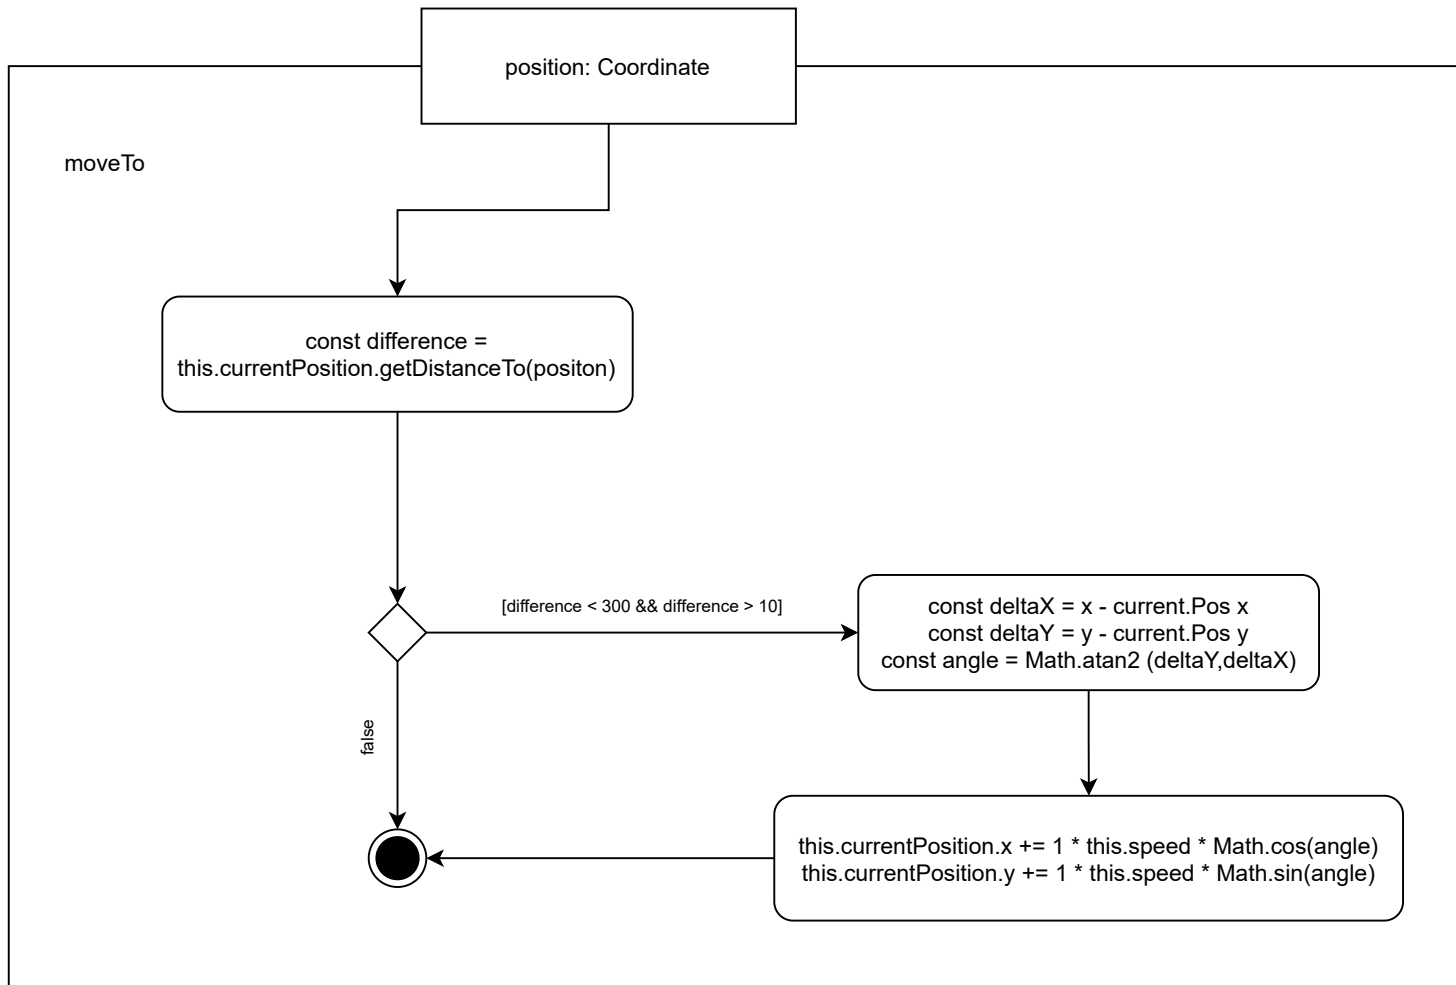 position: Coordinate
moveTo
const difference =
this.currentPosition.getDistanceTo(positon)
[difference < 300 && difference > 10]
const deltaX = x - current.Pos x
const deltaY = y - current.Pos y
const angle = Math.atan2 (deltaY,deltaX)
false
this.currentPosition.x += 1 * this.speed * Math.cos(angle)
this.currentPosition.y += 1 * this.speed * Math.sin(angle)